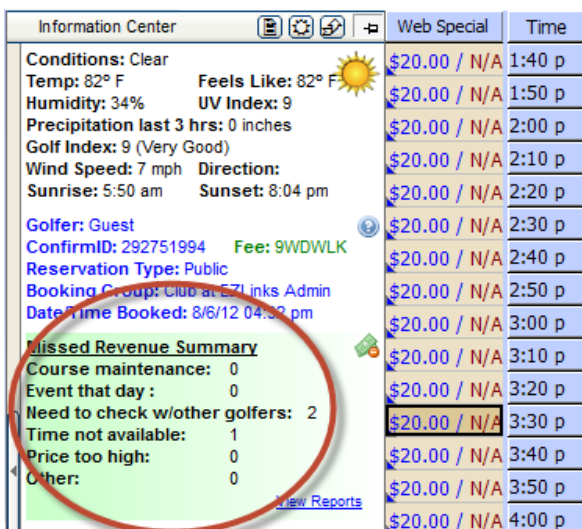 Information Center
Conditions: Clear
Temp: 82° F Feels Like: 82° F
Humidity: 34% UV Index: 9
Precipitation last 3 hrs: 0 inches
Golf Index: 9 (Very Good)
Wind Speed: 7 mph Direction:
Sunrise: 5:50 am Sunset: 8:04 pm
Golfer: Guest
ConfirmID: 292751994 Fee: 9WDWLK
Reservation Type: Public
Booking Group: Club at EZLinks Admin
Date/Time Booked: 8/6/12 04:32 pm
Missed Revenue Summary
Course maintenance: 0
Event that day : 0
Need to check w/other golfers: 2
Time not available: 1
Price too high: 0
Other: 0
View Reports
Web Special Time
$20.00 / N/A 1:40 p
$20.00 / N/A 1:50 p
$20.00 / N/A 2:00 p
$20.00 / N/A 2:10 p
$20.00 / N/A 2:20 p
$20.00 / N/A 2:30 p
$20.00 / N/A 2:40 p
$20.00 / N/A 2:50 p
$20.00 / N/A 3:00 p
$20.00 / N/A 3:10 p
$20.00 / N/A 3:20 p
$20.00 / N/A 3:30 p
$20.00 / N/A 3:40 p
$20.00 / N/A 3:50 p
$20.00 / N/A 4:00 p